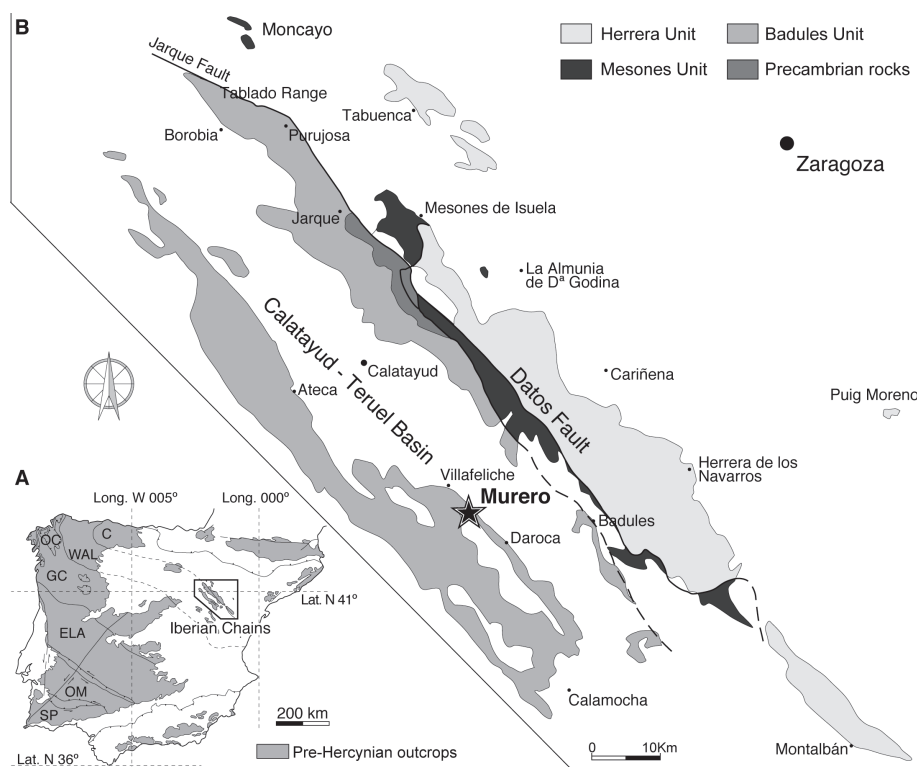 B
Moncayo
Jarque Fault
Tablado Range
Borobia
Purujosa
Tabuenca
Herrera Unit
Badules Unit
Mesones Unit
Precambrian rocks
Zaragoza
Jarque
Mesones de Isuela
La Almunia
de Dª Godina
Calatayud - Teruel Basin
Calatayud
Ateca
Datos Fault
Cariñena
Puig Moreno
Herrera de los
Navarros
Villafeliche
Murero
Badules
Daroca
Calamocha
Montalbán
0 10Km
A
Long. W 005º
Long. 000º
OC
WAL
C
GC
ELA
OM
SP
Lat. N 41º
Iberian Chains
200 km
Lat. N 36º
Pre-Hercynian outcrops